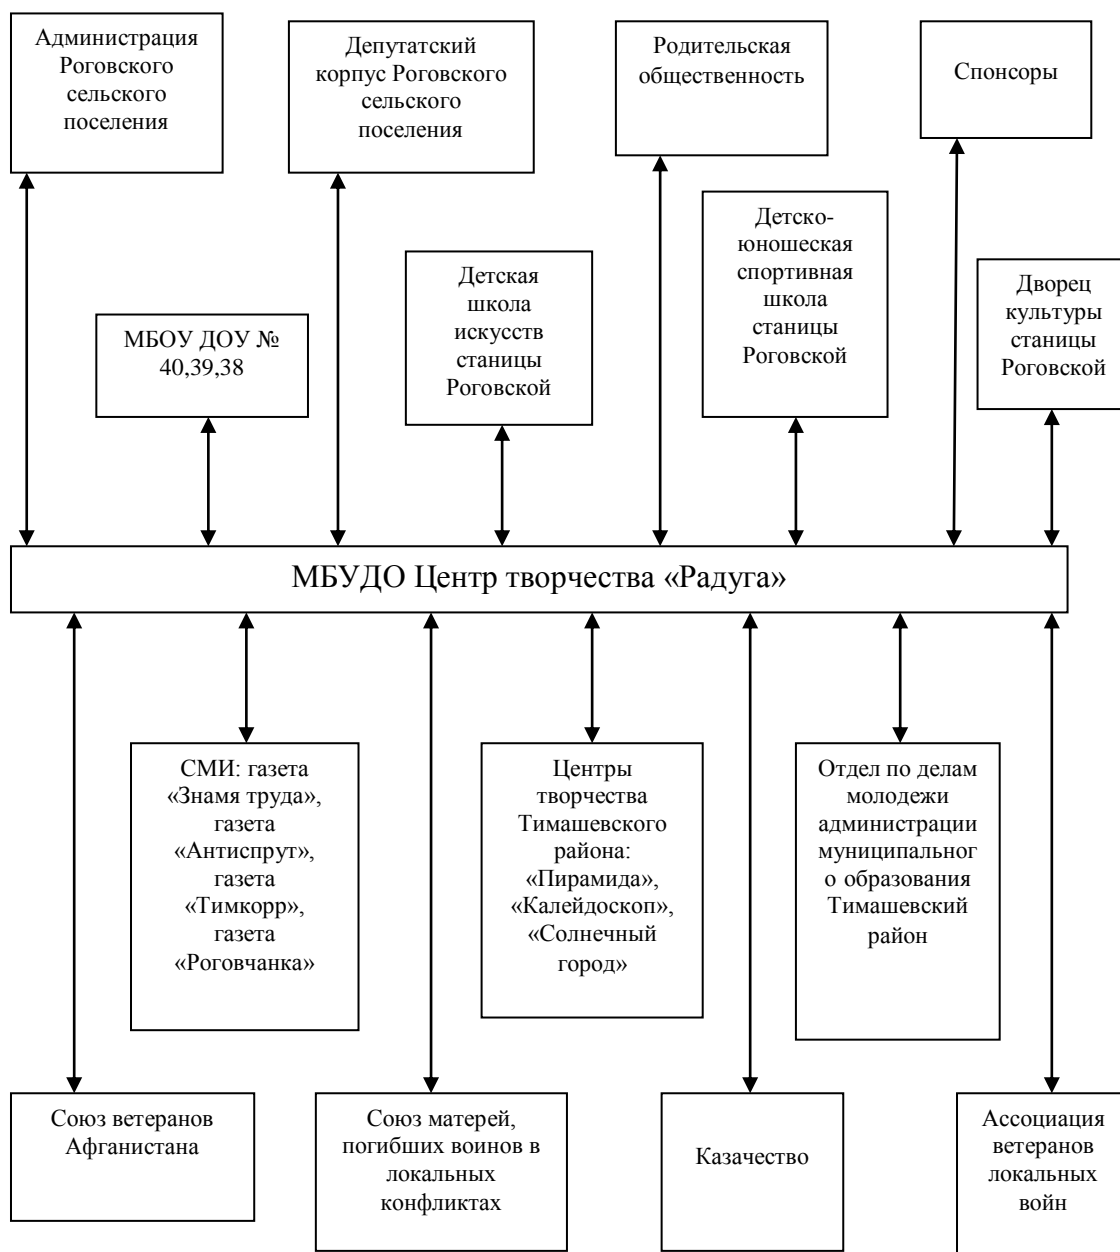 Администрация
Роговского
сельского
поселения
Депутатский
корпус Роговского
сельского
поселения
Родительская
общественность
Спонсоры
МБОУ ДОУ №
40,39,38
Детская
школа
искусств
станицы
Роговской
Детско-
юношеская
спортивная
школа
станицы
Роговской
Дворец
культуры
станицы
Роговской
МБУДО Центр творчества «Радуга»
СМИ: газета
«Знамя труда»,
газета
«Антиспрут»,
газета
«Тимкорр»,
газета
«Роговчанка»
Центры
творчества
Тимашевского
района:
«Пирамида»,
«Калейдоскоп»,
«Солнечный
город»
Отдел по делам
молодежи
администрации
муниципальног
о образования
Тимашевский
район
Союз ветеранов
Афганистана
Союз матерей,
погибших воинов в
локальных
конфликтах
Казачество
Ассоциация
ветеранов
локальных
войн